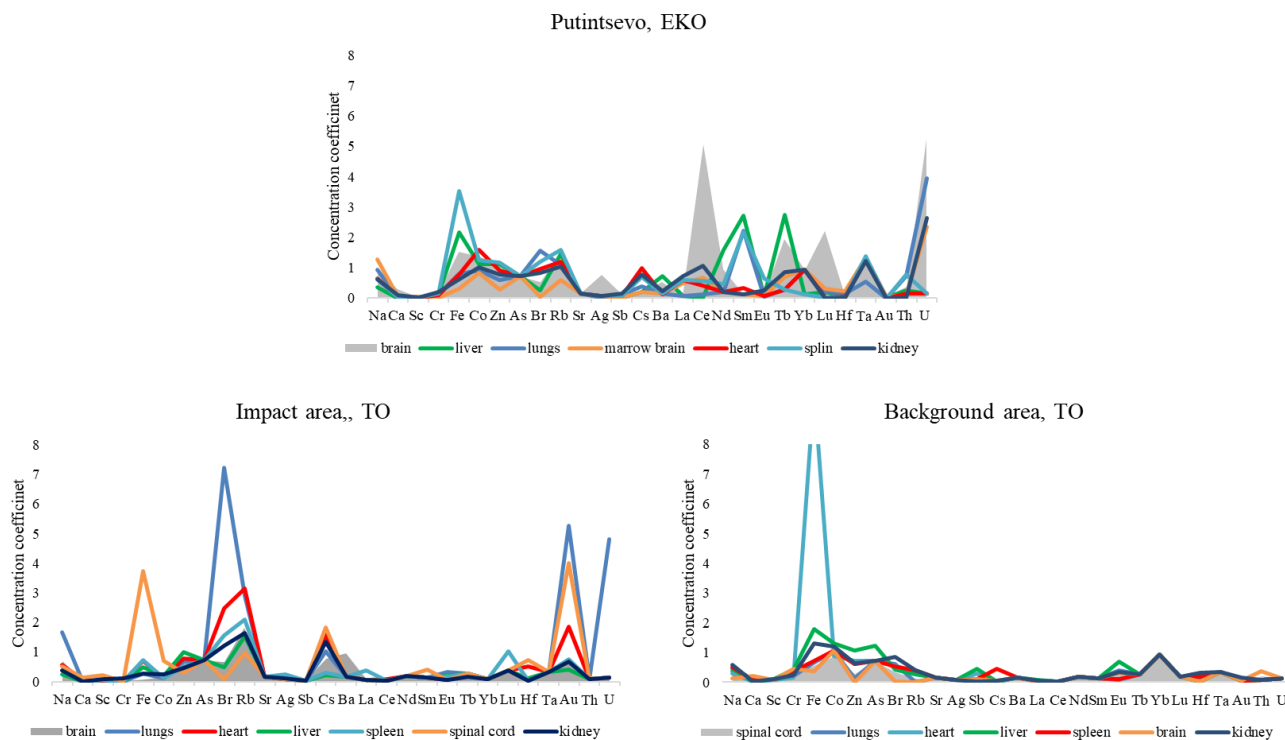 Putintsevo, EKO
Concentration coefficinet
8
7
6
5
4
3
2
1
0
Na Ca Sc Cr Fe Co Zn As Br Rb Sr Ag Sb Cs Ba La Ce Nd Sm Eu Tb Yb Lu Hf Ta Au Th U
brain liver lungs marrow brain heart splin kidney
Impact area,, TO
Concentration coefficinet
8
7
6
5
4
3
2
1
0
Na Ca Sc Cr Fe Co Zn As Br Rb Sr Ag Sb Cs Ba La Ce Nd Sm Eu Tb Yb Lu Hf Ta Au Th U
brain lungs heart liver spleen spinal cord kidney
Background area, TO
Concentration coefficinet
8
7
6
5
4
3
2
1
0
Na Ca Sc Cr Fe Co Zn As Br Rb Sr Ag Sb Cs Ba La Ce Nd Sm Eu Tb Yb Lu Hf Ta Au Th U
spinal cord lungs heart liver spleen brain kidney